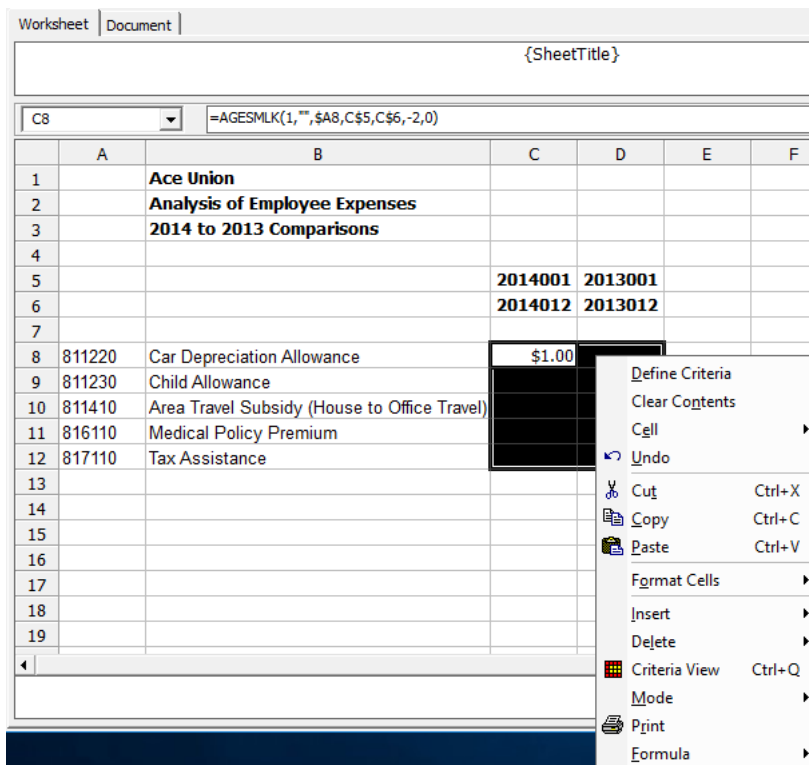 Worksheet Document
{SheetTitle}
C8 =AGESMLK(1,"",$A8,C$5,C$6,-2,0)
A B C D E F
1 Ace Union
2 Analysis of Employee Expenses
3 2014 to 2013 Comparisons
4
5 2014001 2013001
6 2014012 2013012
7
8 811220 Car Depreciation Allowance $1.00
9 811230 Child Allowance
10 811410 Area Travel Subsidy (House to Office Travel)
11 816110 Medical Policy Premium
12 817110 Tax Assistance
13
14
15
16
17
18
19
Define Criteria
Clear Contents
Cell
Undo
Cut Ctrl+X
Copy Ctrl+C
Paste Ctrl+V
Format Cells
Insert
Delete
Criteria View Ctrl+Q
Mode
Print
Formula